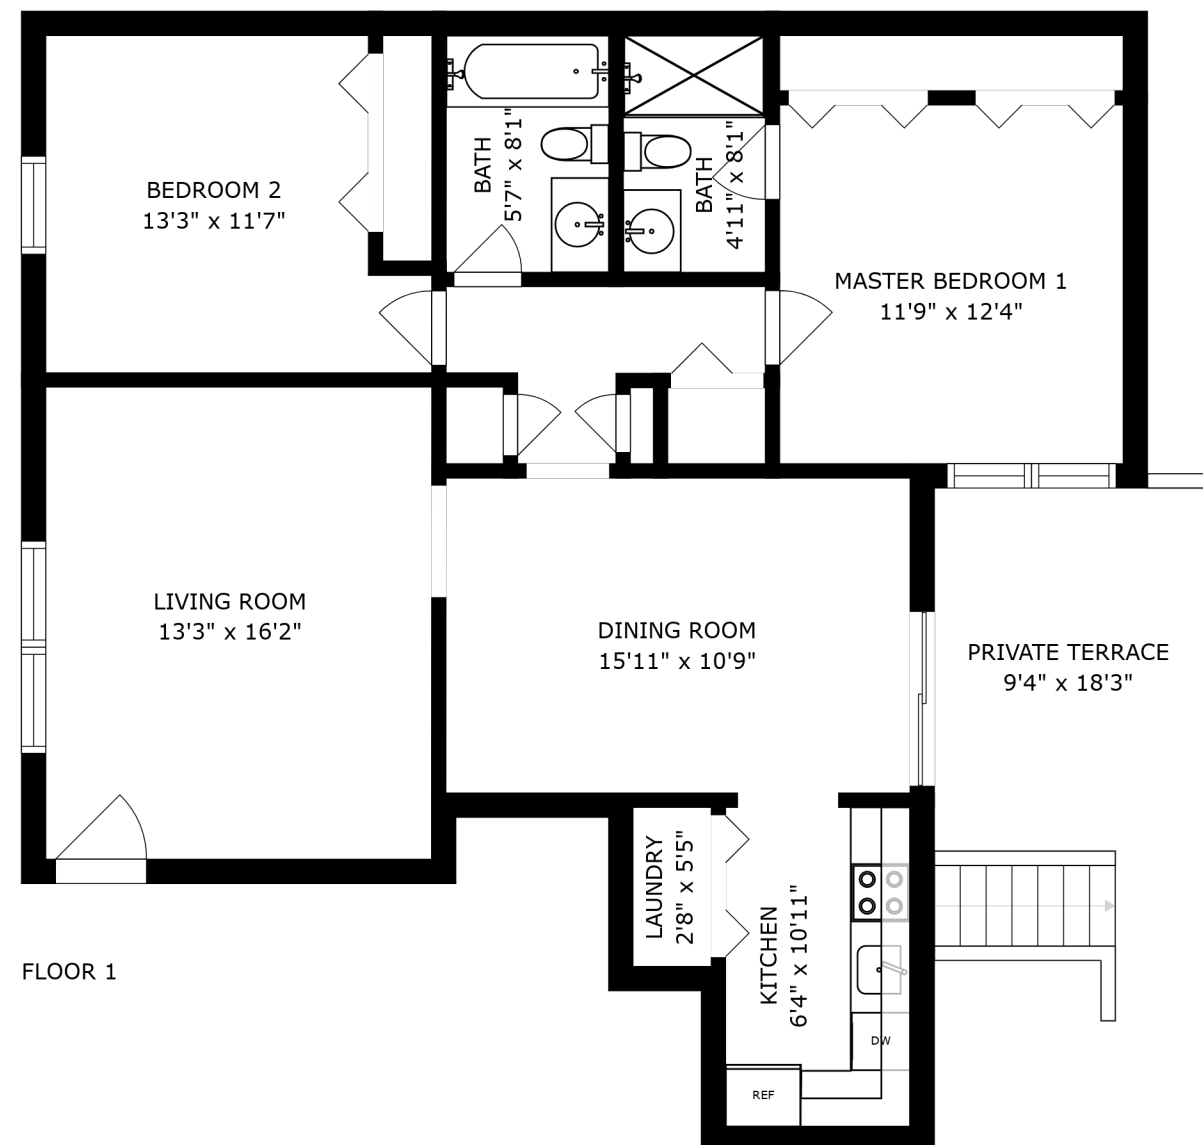 BEDROOM 2
13'3" x 11'7"
BATH
5'7" x 8'1"
BATH
4'11" x 8'1"
MASTER BEDROOM 1
11'9" x 12'4"
LIVING ROOM
13'3" x 16'2"
DINING ROOM
15'11" x 10'9"
PRIVATE TERRACE
9'4" x 18'3"
LAUNDRY
2'8" x 5'5"
KITCHEN
6'4" x 10'11"
DW
REF
FLOOR 1